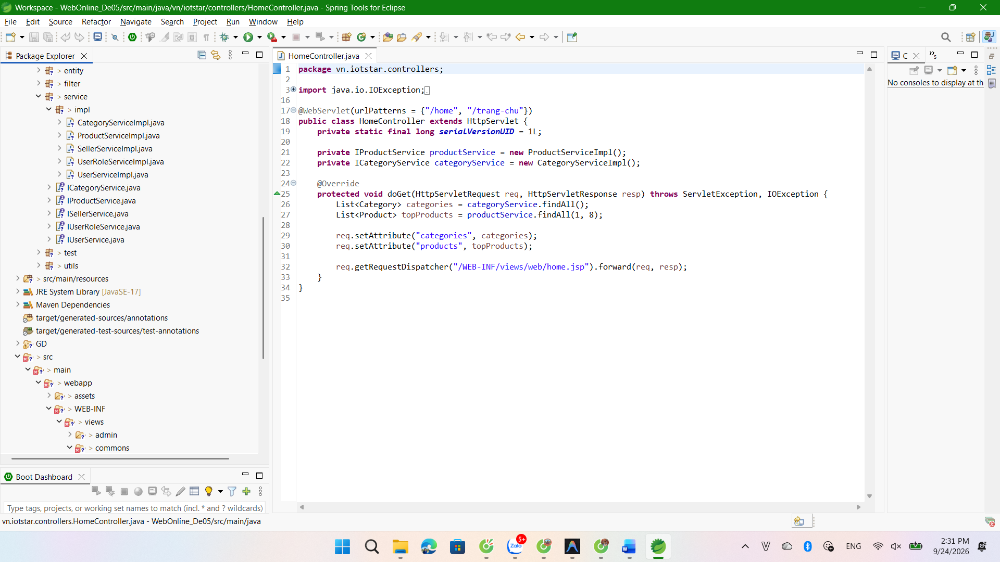 Workspace - WebOnline_De05/src/main/java/vn/iotstar/controllers/HomeController.java - Spring Tools for Eclipse
File Edit Source Refactor Navigate Search Project Run Window Help
Package Explorer
> entity
> filter
> service
> impl
CategoryServiceImpl.java
ProductServiceImpl.java
SellerServiceImpl.java
UserRoleServiceImpl.java
UserServiceImpl.java
ICategoryService.java
IProductService.java
ISellerService.java
IUserRoleService.java
IUserService.java
> test
> utils
> src/main/resources
JRE System Library [JavaSE-17]
Maven Dependencies
target/generated-sources/annotations
target/generated-test-sources/test-annotations
GD
> src
> main
> webapp
> assets
> WEB-INF
> views
> admin
> commons
Boot Dashboard
Type tags, projects, or working set names to match (incl. * and ? wildcards)
HomeController.java
1 package vn.iotstar.controllers;
2
3 import java.io.IOException;
16
17 @WebServlet(urlPatterns = {"/home", "/trang-chu"})
18 public class HomeController extends HttpServlet {
19 private static final long serialVersionUID = 1L;
20
21 private IProductService productService = new ProductServiceImpl();
22 private ICategoryService categoryService = new CategoryServiceImpl();
23
24 @Override
25 protected void doGet(HttpServletRequest req, HttpServletResponse resp) throws ServletException, IOException {
26 List<Category> categories = categoryService.findAll();
27 List<Product> topProducts = productService.findAll(1, 8);
28
29 req.setAttribute("categories", categories);
30 req.setAttribute("products", topProducts);
31
32 req.getRequestDispatcher("/WEB-INF/views/web/home.jsp").forward(req, resp);
33 }
34 }
35
C
»5
No consoles to display at th
vn.iotstar.controllers.HomeController.java - WebOnline_De05/src/main/java
Zalo
5+
W
ENG
2:31 PM
9/24/2026